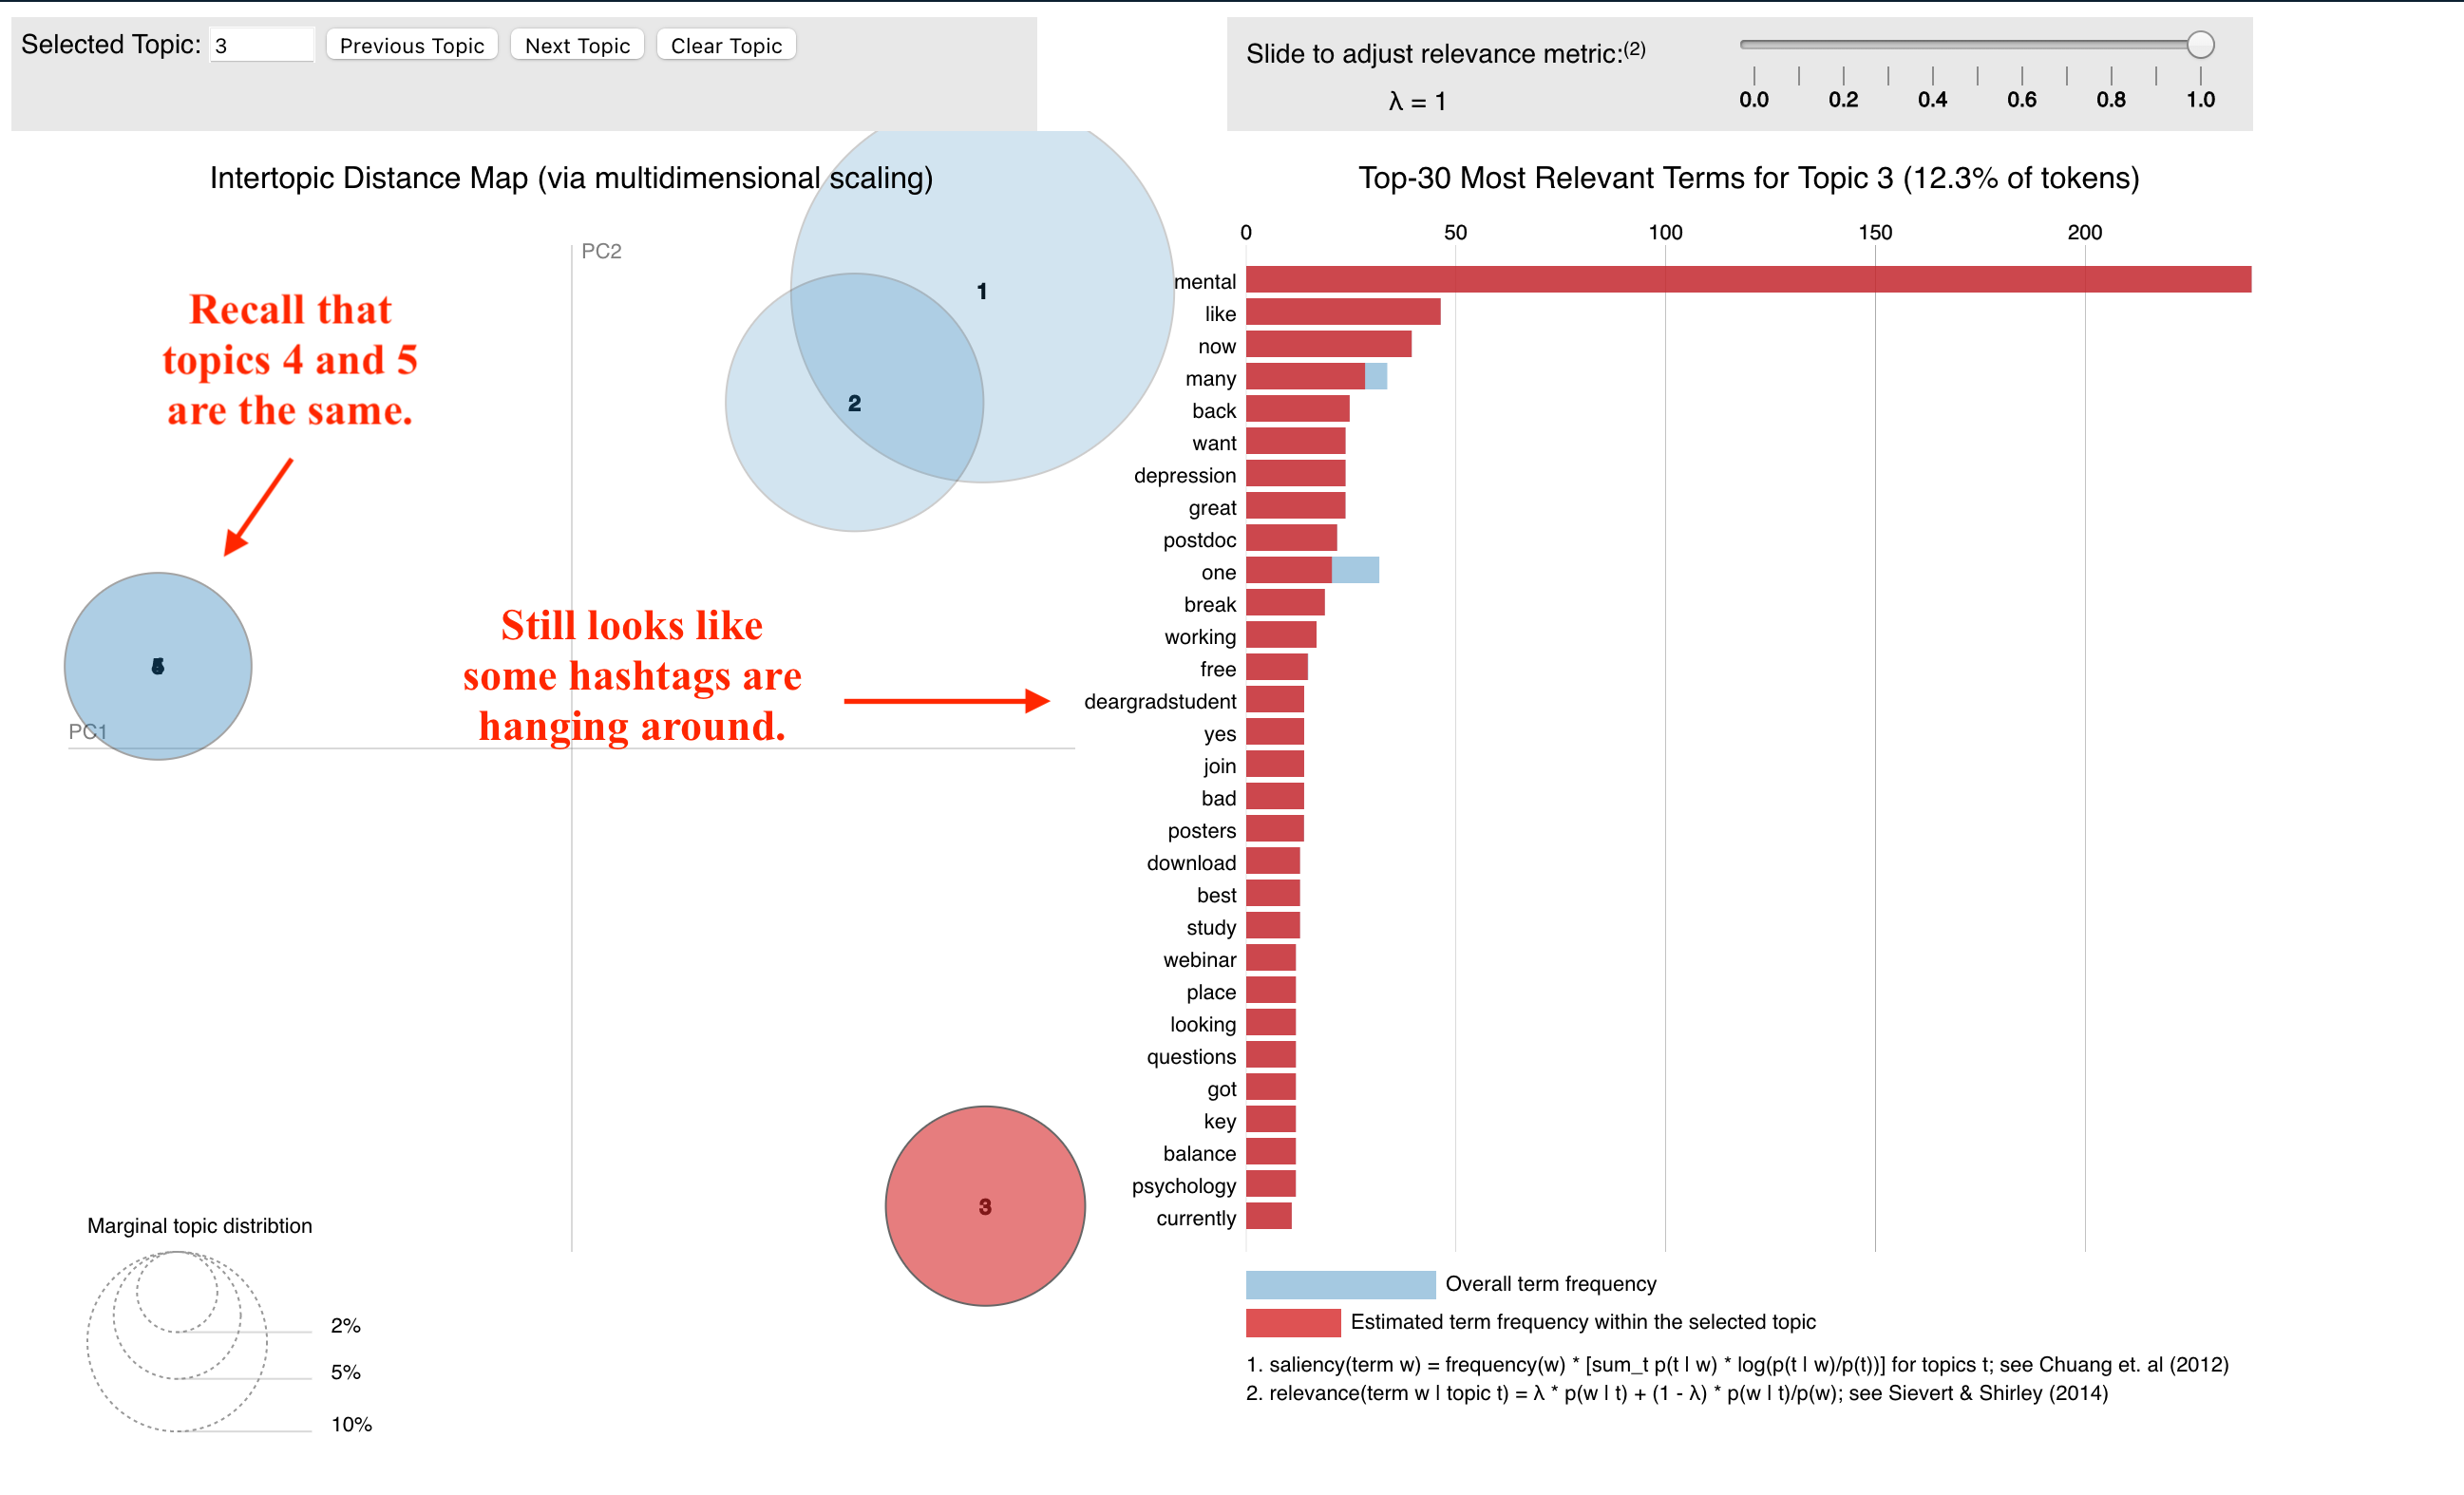 Selected Topic: 3 Previous Topic Next Topic Clear Topic
Slide to adjust relevance metric:(2)
λ = 1
0.0 0.2 0.4 0.6 0.8 1.0
Intertopic Distance Map (via multidimensional scaling)
PC2
1
2
Recall that
topics 4 and 5
are the same.
PC1
Still looks like
some hashtags are
hanging around.
3
Marginal topic distribtion
2%
5%
10%
Top-30 Most Relevant Terms for Topic 3 (12.3% of tokens)
0 50 100 150 200
mental
like
now
many
back
want
depression
great
postdoc
one
break
working
free
deargradstudent
yes
join
bad
posters
download
best
study
webinar
place
looking
questions
got
key
balance
psychology
currently
Overall term frequency
Estimated term frequency within the selected topic
1. saliency(term w) = frequency(w) * [sum_t p(t | w) * log(p(t | w)/p(t))] for topics t; see Chuang et. al (2012)
2. relevance(term w | topic t) = λ * p(w | t) + (1 - λ) * p(w | t)/p(w); see Sievert & Shirley (2014)